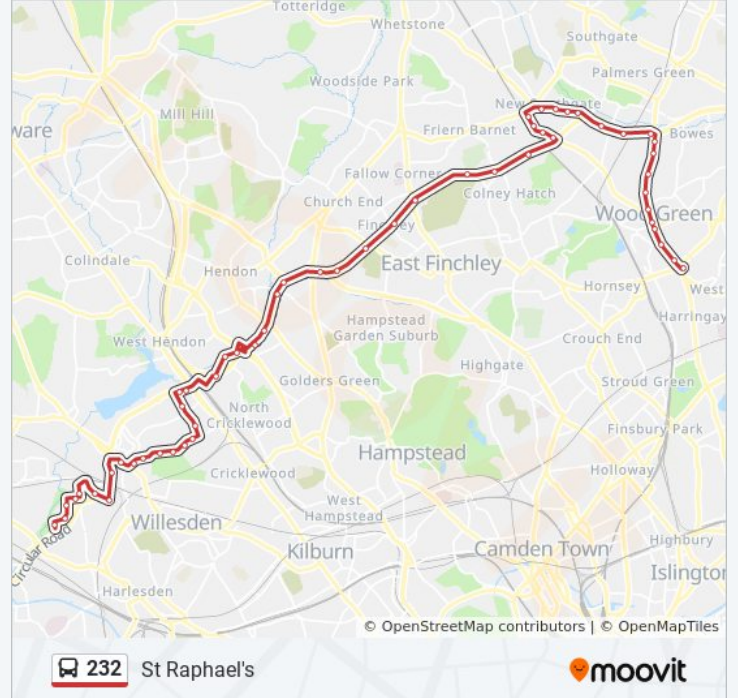 Totteridge
Whetstone
Southgate
Palmers Green
Woodside Park
Mill Hill
ware
New Southgate
Friern Barnet
Bowes
Fallow Corner
Colney Hatch
Church End
Finchley
Wood Green
Colindale
Hendon
East Finchley
Hornsey
West
Harringay
Hampstead
Garden Suburb
West Hendon
Crouch End
Highgate
Golders Green
Stroud Green
North
Cricklewood
Finsbury Park
Hampstead
Holloway
Cricklewood
West
Hampstead
Willesden
Circular Road
Kilburn
Camden Town
Highbury
Islington
Harlesden
© OpenStreetMap contributors | © OpenMapTiles
232 St Raphael's
moovit